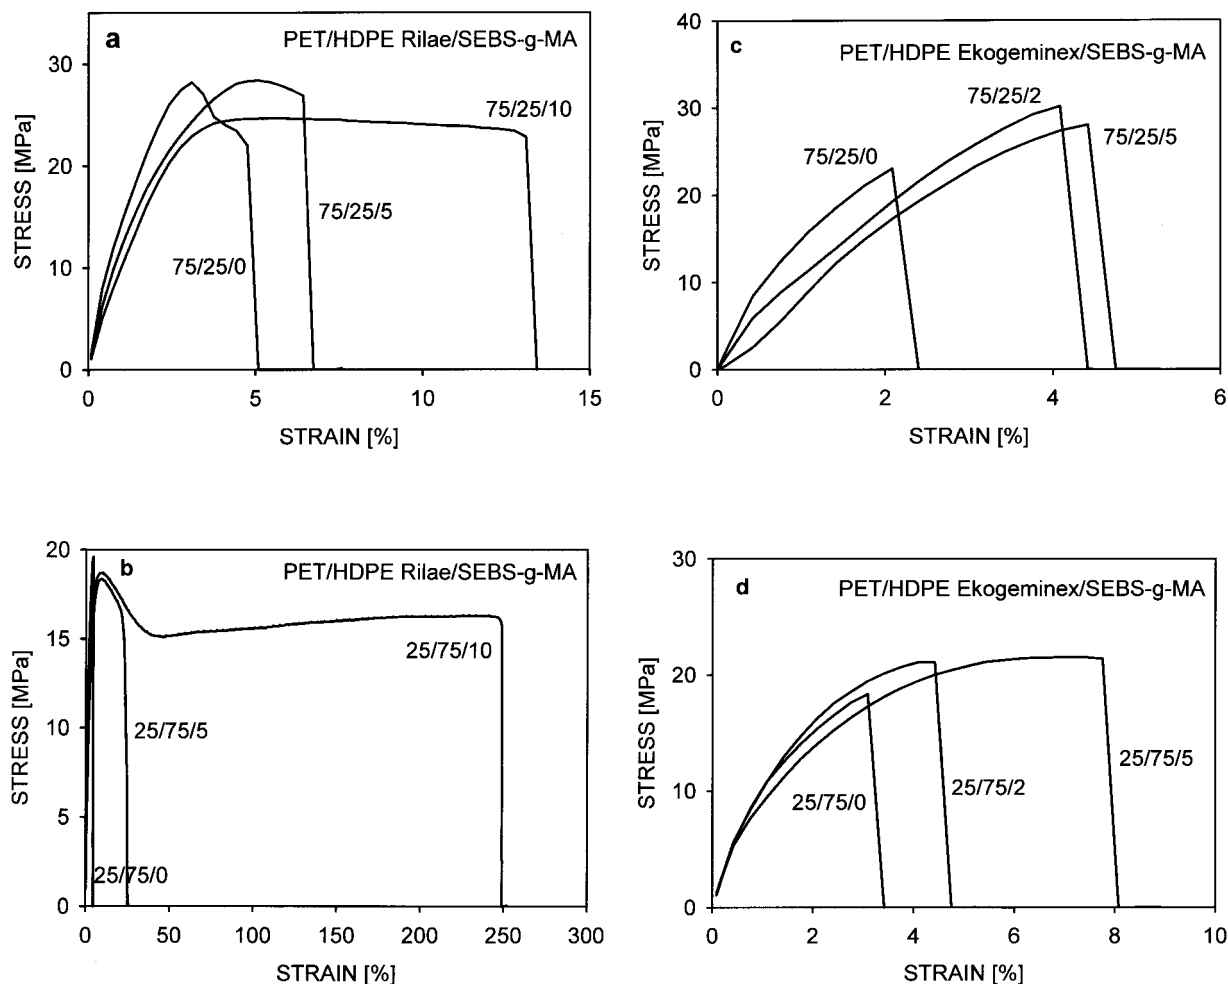 a
PET/HDPE Rilae/SEBS-g-MA
30
20
10
0
STRESS [MPa]
75/25/10
75/25/5
75/25/0
0 5 10 15
STRAIN [%]
c
PET/HDPE Ekogeminex/SEBS-g-MA
40
30
20
10
0
STRESS [MPa]
75/25/2
75/25/5
75/25/0
0 2 4 6
STRAIN [%]
b
PET/HDPE Rilae/SEBS-g-MA
20
15
10
5
0
STRESS [MPa]
25/75/10
25/75/5
25/75/0
0 50 100 150 200 250 300
STRAIN [%]
d
PET/HDPE Ekogeminex/SEBS-g-MA
30
20
10
0
STRESS [MPa]
25/75/5
25/75/0
25/75/2
0 2 4 6 8 10
STRAIN [%]